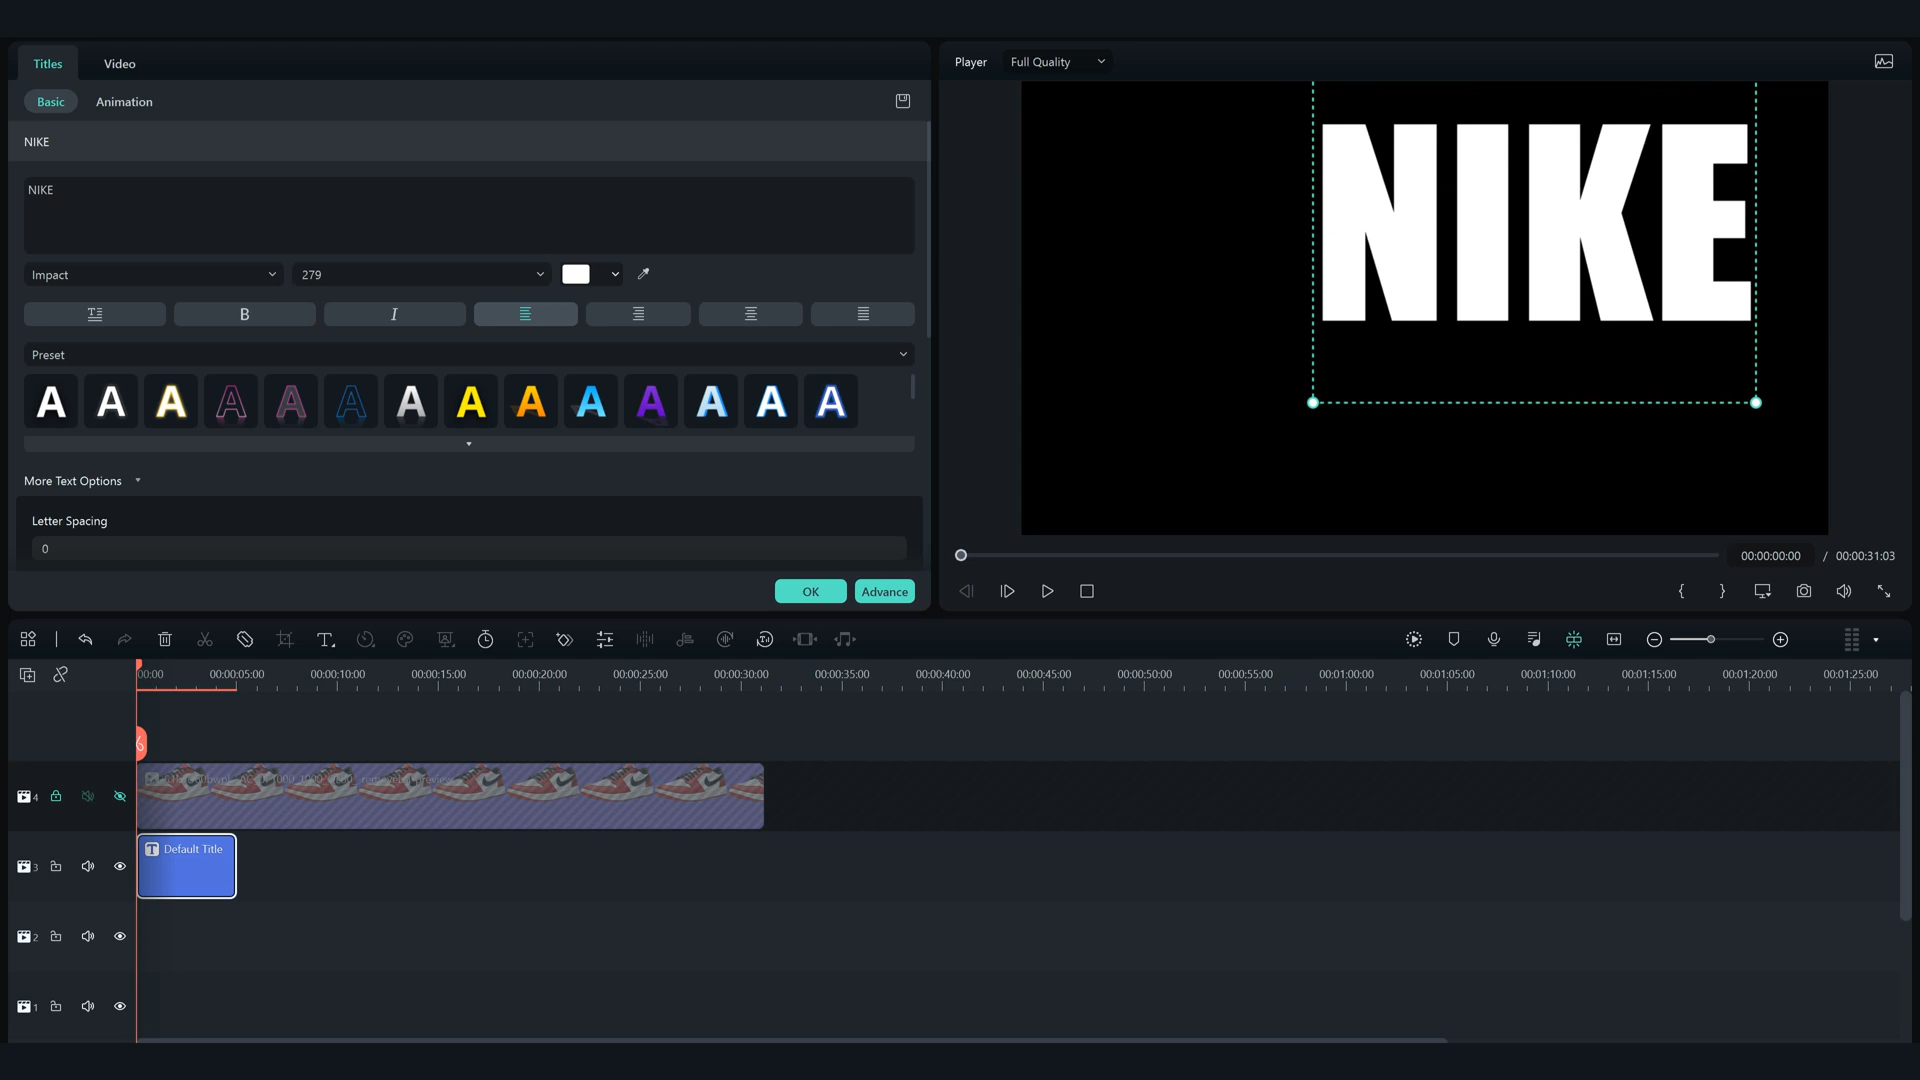 Titles
Video
Player
Full Quality
Basic
Animation
NIKE
NIKE
NIKE
Impact
279
B
I
Preset
A A A A A A A A A A A A A A
More Text Options
Letter Spacing
0
OK
Advance
00:00:00:00 / 00:00:31:03
00:00 00:00:05:00 00:00:10:00 00:00:15:00 00:00:20:00 00:00:25:00 00:00:30:00 00:00:35:00 00:00:40:00 00:00:45:00 00:00:50:00 00:00:55:00 00:01:00:00 00:01:05:00 00:01:10:00 00:01:15:00 00:01:20:00 00:01:25:00
4
T Default Title
3
2
1